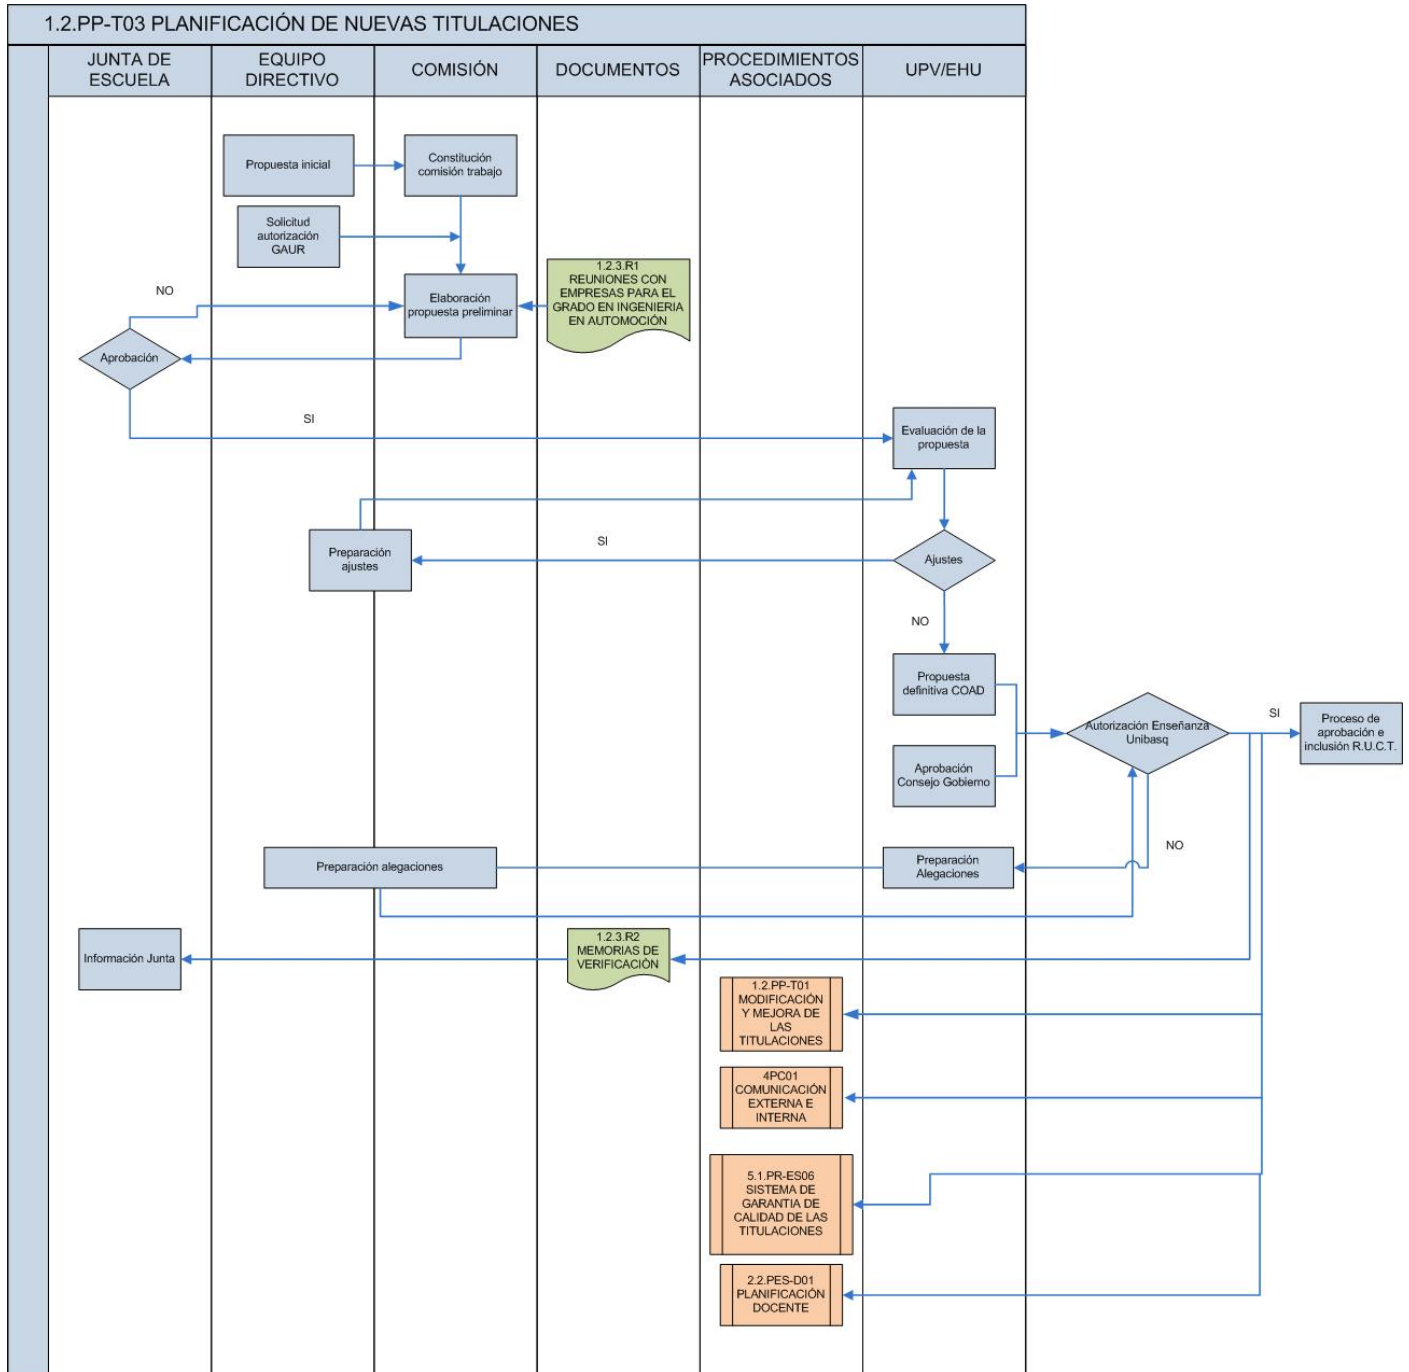 1.2.PP-T03 PLANIFICACIÓN DE NUEVAS TITULACIONES
JUNTA DE
ESCUELA
EQUIPO
DIRECTIVO
COMISIÓN
DOCUMENTOS
PROCEDIMIENTOS
ASOCIADOS
UPV/EHU
Propuesta inicial
Constitución
comisión trabajo
Solicitud
autorización
GAUR
1.2.3.R1
REUNIONES CON
EMPRESAS PARA EL
GRADO EN INGENIERIA
EN AUTOMOCIÓN
NO
Elaboración
propuesta preliminar
Aprobación
SI
Evaluación de la
propuesta
Preparación
ajustes
SI
Ajustes
NO
Propuesta
definitiva COAD
Autorización Enseñanza
Unibasq
SI
Proceso de
aprobación e
inclusión R.U.C.T.
Aprobación
Consejo Gobierno
NO
Preparación alegaciones
Preparación
Alegaciones
Información Junta
1.2.3.R2
MEMORIAS DE
VERIFICACIÓN
1.2.PP-T01
MODIFICACIÓN
Y MEJORA DE
LAS
TITULACIONES
4PC01
COMUNICACIÓN
EXTERNA E
INTERNA
5.1.PR-ES06
SISTEMA DE
GARANTIA DE
CALIDAD DE LAS
TITULACIONES
2.2.PES-D01
PLANIFICACIÓN
DOCENTE